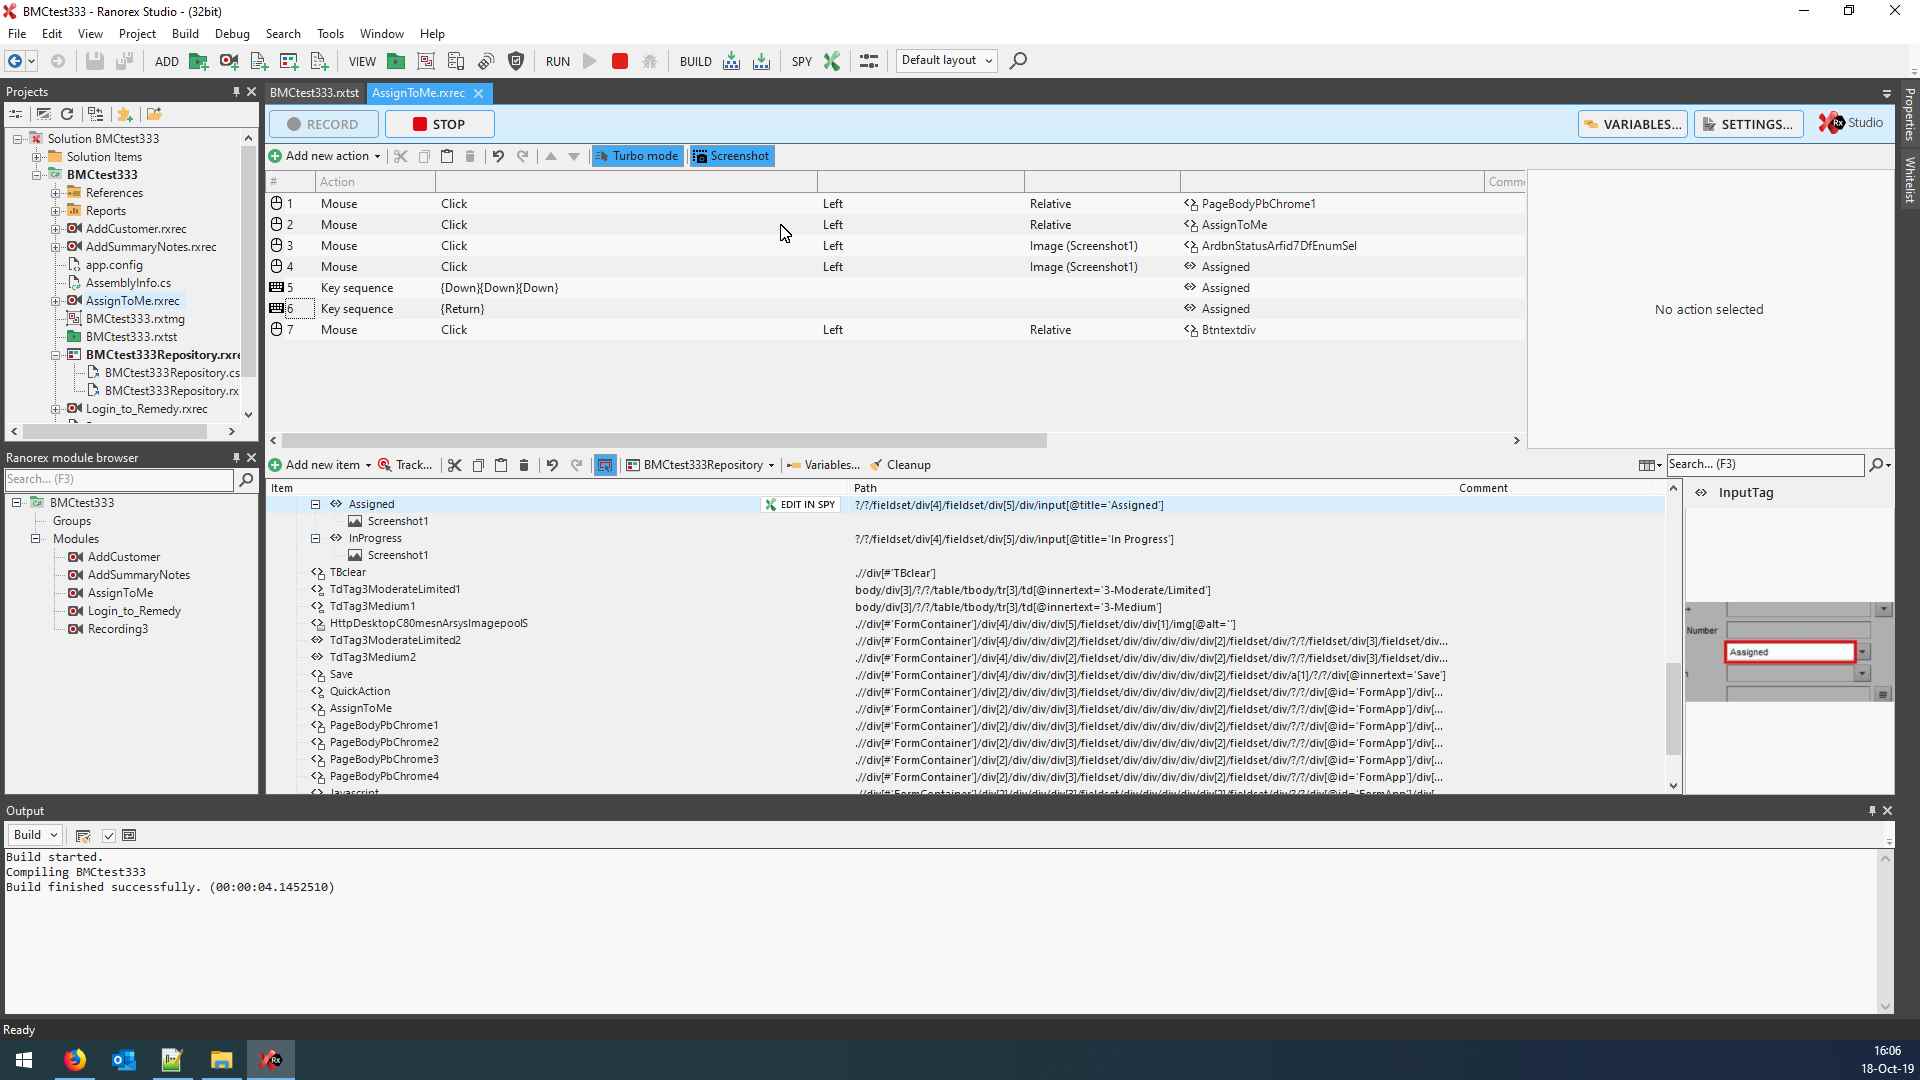 BMCtest333 - Ranorex Studio - (32bit)
File Edit View Project Build Debug Search Tools Window Help
ADD VIEW RUN BUILD SPY Default layout
Projects
Solution BMCtest333
Solution Items
BMCtest333
References
Reports
AddCustomer.rxrec
AddSummaryNotes.rxrec
app.config
AssemblyInfo.cs
AssignToMe.rxrec
BMCtest333.rxtmg
BMCtest333.rxtst
BMCtest333Repository.rxre
BMCtest333Repository.cs
BMCtest333Repository.rx
Login_to_Remedy.rxrec
Ranorex module browser
Search... (F3)
BMCtest333
Groups
Modules
AddCustomer
AddSummaryNotes
AssignToMe
Login_to_Remedy
Recording3
BMCtest333.rxtst AssignToMe.rxrec
RECORD STOP VARIABLES... SETTINGS... Rx Studio
Add new action Turbo mode Screenshot
# Action Comme
1 Mouse Click Left Relative PageBodyPbChrome1
2 Mouse Click Left Relative AssignToMe
3 Mouse Click Left Image (Screenshot1) ArdbnStatusArfid7DfEnumSel
4 Mouse Click Left Image (Screenshot1) Assigned
5 Key sequence {Down}{Down}{Down} Assigned
6 Key sequence {Return} Assigned
7 Mouse Click Left Relative Btntextdiv
No action selected
Properties
Whitelist
Add new item Track... BMCtest333Repository Variables... Cleanup Search... (F3)
Item Path Comment
Assigned EDIT IN SPY ?/?/fieldset/div[4]/fieldset/div[5]/div/input[@title='Assigned']
Screenshot1
InProgress ?/?/fieldset/div[4]/fieldset/div[5]/div/input[@title='In Progress']
Screenshot1
TBclear .//div[#'TBclear']
TdTag3ModerateLimited1 body/div[3]/?/?/table/tbody/tr[3]/td[@innertext='3-Moderate/Limited']
TdTag3Medium1 body/div[3]/?/?/table/tbody/tr[3]/td[@innertext='3-Medium']
HttpDesktopC80mesnArsysImagepoolS .//div[#'FormContainer']/div[4]/div/div/div[5]/fieldset/div/div[1]/img[@alt='']
TdTag3ModerateLimited2 .//div[#'FormContainer']/div[4]/div/div[2]/fieldset/div/div/div/div[2]/fieldset/div/?/?/fieldset/div[3]/fieldset/div...
TdTag3Medium2 .//div[#'FormContainer']/div[4]/div/div[2]/fieldset/div/div/div/div[2]/fieldset/div/?/?/fieldset/div[3]/fieldset/div...
Save .//div[#'FormContainer']/div[4]/div/div[3]/fieldset/div/div/div/div[2]/fieldset/div/a[1]/?/?/div[@innertext='Save']
QuickAction .//div[#'FormContainer']/div[2]/div/div[3]/fieldset/div/div/div/div[2]/fieldset/div/?/?/div[@id='FormApp']/div[...
AssignToMe .//div[#'FormContainer']/div[2]/div/div[3]/fieldset/div/div/div/div[2]/fieldset/div/?/?/div[@id='FormApp']/div[...
PageBodyPbChrome1 .//div[#'FormContainer']/div[2]/div/div[3]/fieldset/div/div/div/div[2]/fieldset/div/?/?/div[@id='FormApp']/div[...
PageBodyPbChrome2 .//div[#'FormContainer']/div[2]/div/div[3]/fieldset/div/div/div/div[2]/fieldset/div/?/?/div[@id='FormApp']/div[...
PageBodyPbChrome3 .//div[#'FormContainer']/div[2]/div/div[3]/fieldset/div/div/div/div[2]/fieldset/div/?/?/div[@id='FormApp']/div[...
PageBodyPbChrome4 .//div[#'FormContainer']/div[2]/div/div[3]/fieldset/div/div/div/div[2]/fieldset/div/?/?/div[@id='FormApp']/div[...
Javascript .//div[#'FormContainer']/div[2]/div/div[3]/fieldset/div/div/div/div[2]/fieldset/div/?/?/div[@id='FormApp']/div[...
InputTag
Number
Assigned
Output
Build
Build started.
Compiling BMCtest333
Build finished successfully. (00:00:04.1452510)
Ready
16:06
18-Oct-19